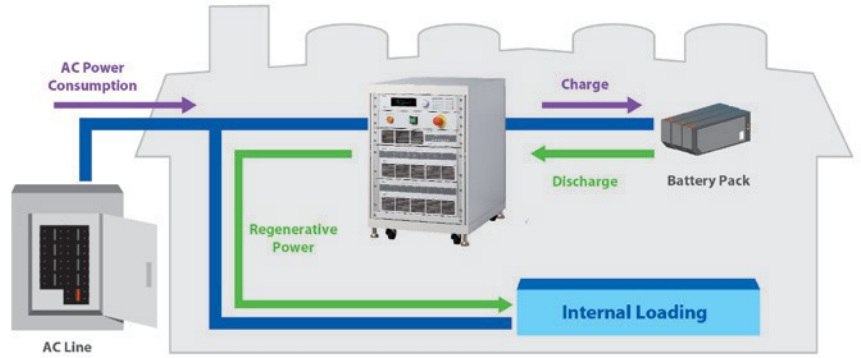 AC Power
Consumption
Charge
Discharge
Battery Pack
Regenerative
Power
Internal Loading
AC Line